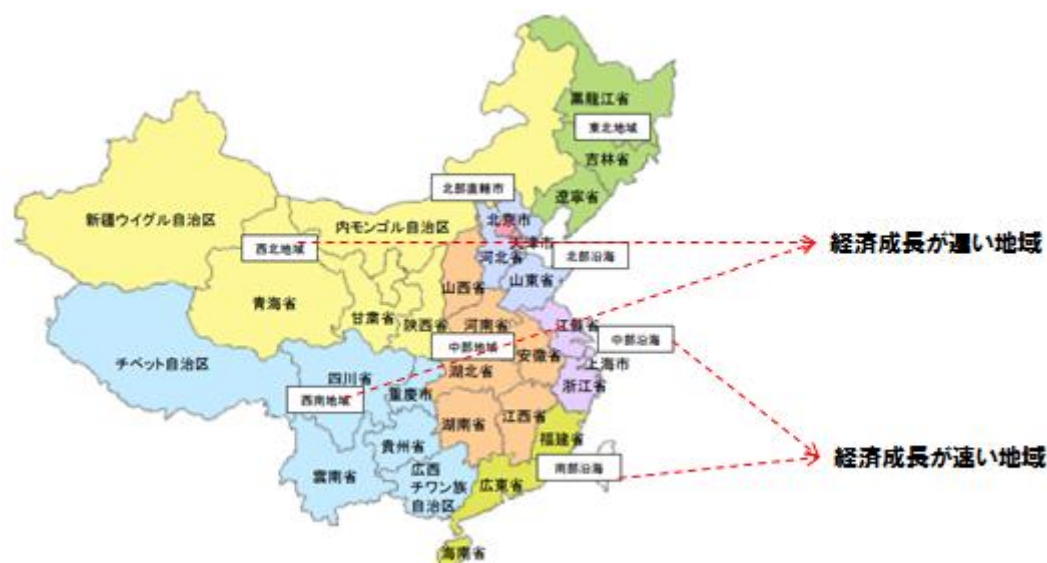 黒龍江省
東北地域
吉林省
北部直轄市
遼寧省
新疆ウイグル自治区
内モンゴル自治区
北京市
天津市
西北地域
河北省
北部沿海
経済成長が遅い地域
山西省
山東省
青海省
甘粛省
陝西省
河南省
江蘇省
中部地域
安徽省
中部沿海
チベット自治区
四川省
湖北省
上海市
重慶市
浙江省
西南地域
湖南省
江西省
福建省
貴州省
雲南省
広西
チワン族
自治区
広東省
南部沿海
経済成長が速い地域
海南省